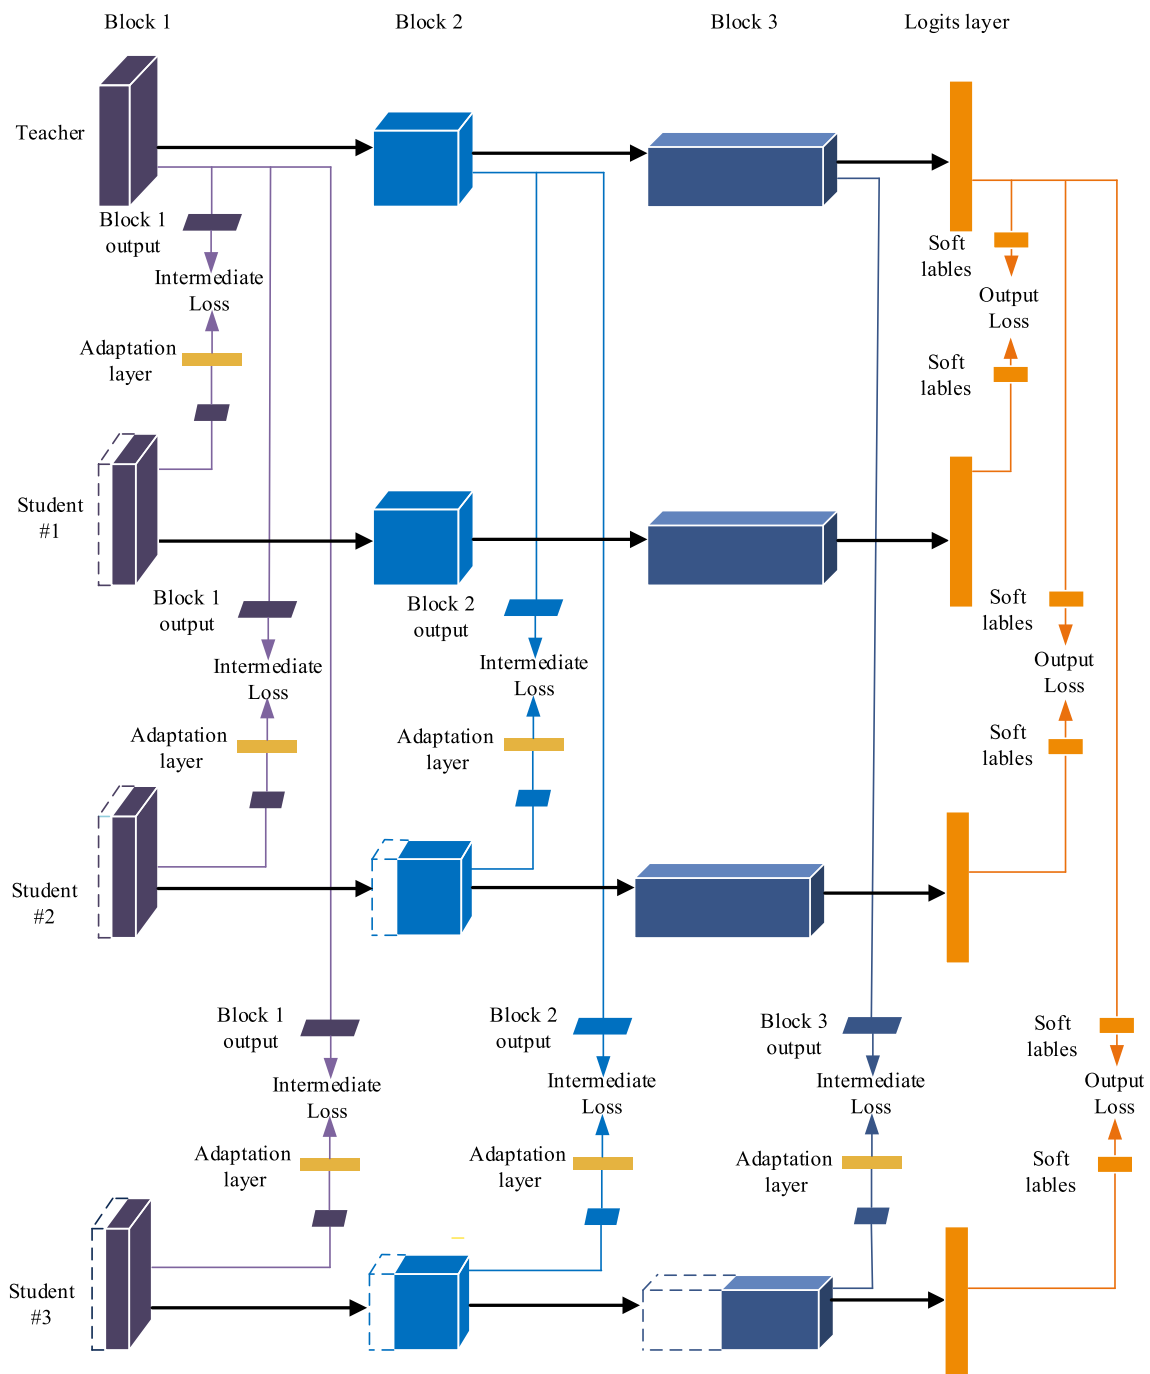 Block 1
Block 2
Block 3
Logits layer
Teacher
Block 1
output
Intermediate
Loss
Soft
lables
Output
Loss
Adaptation
layer
Soft
lables
Student
#1
Block 1
output
Intermediate
Loss
Block 2
output
Intermediate
Loss
Soft
lables
Output
Loss
Adaptation
layer
Adaptation
layer
Soft
lables
Student
#2
Block 1
output
Intermediate
Loss
Block 2
output
Intermediate
Loss
Block 3
output
Intermediate
Loss
Soft
lables
Output
Loss
Adaptation
layer
Adaptation
layer
Adaptation
layer
Soft
lables
Student
#3